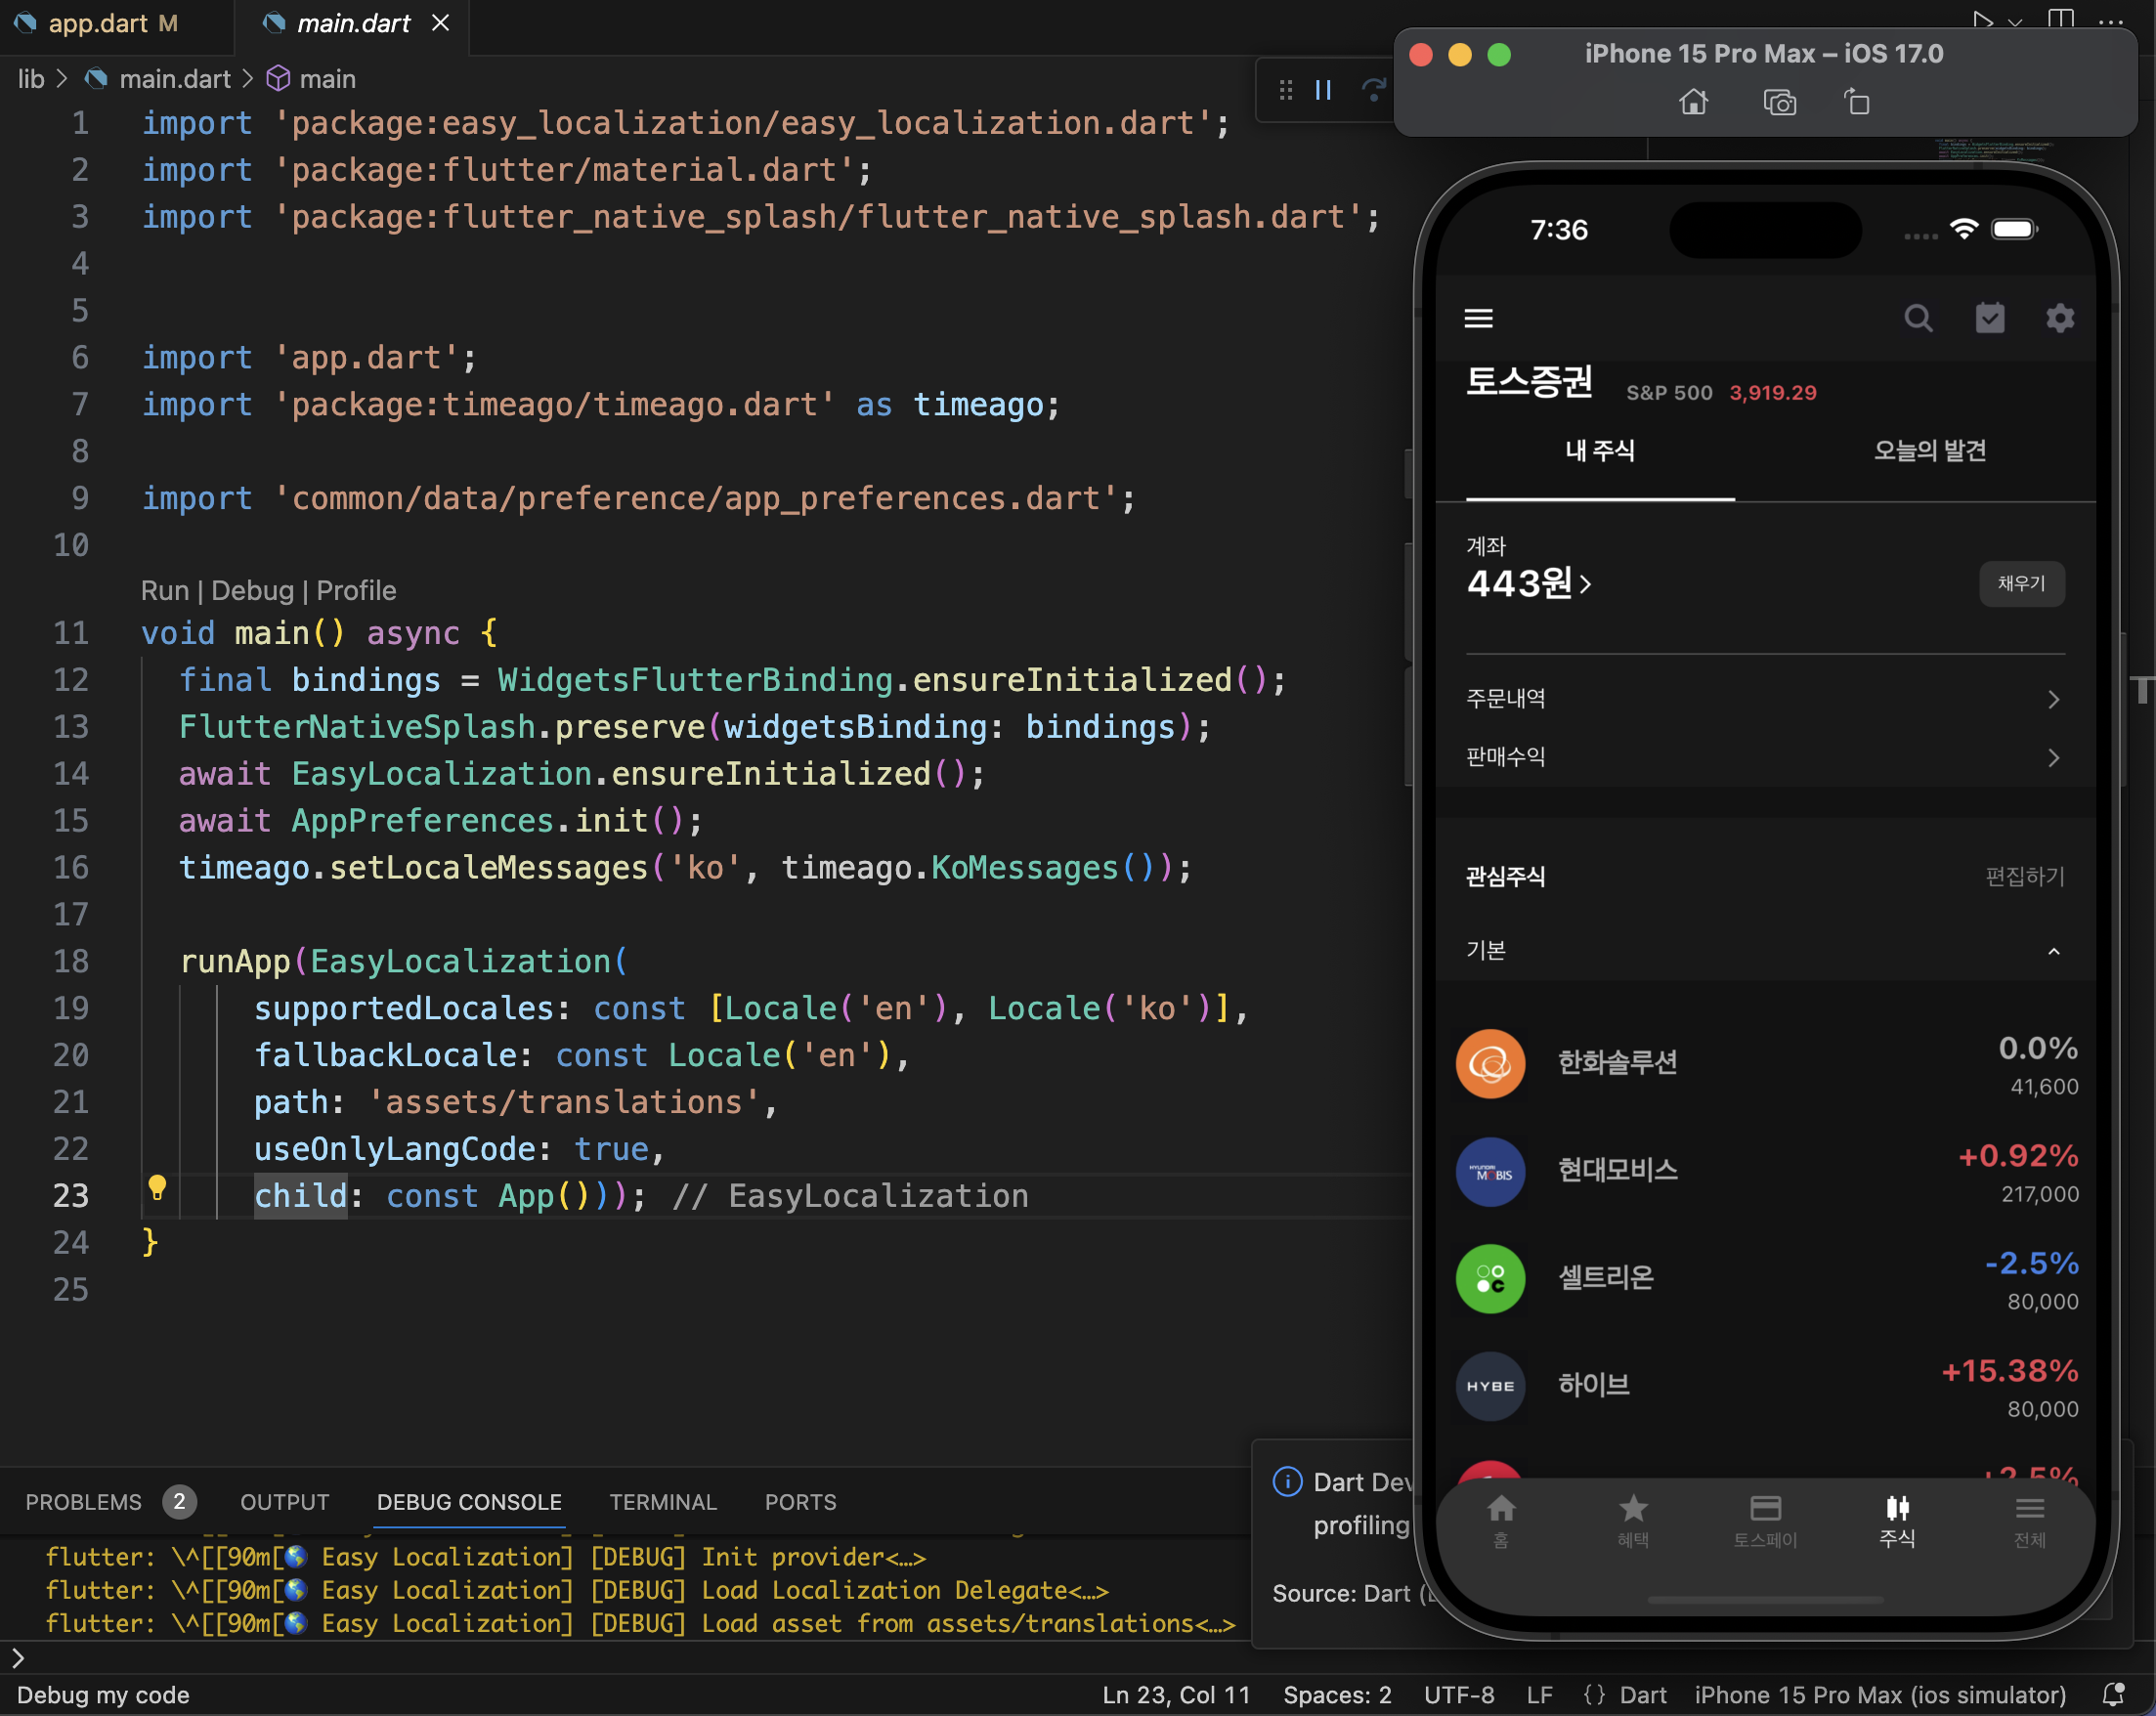 app.dart M
main.dart
lib > main.dart > main
1 import 'package:easy_localization/easy_localization.dart';
2 import 'package:flutter/material.dart';
3 import 'package:flutter_native_splash/flutter_native_splash.dart';
4
5
6 import 'app.dart';
7 import 'package:timeago/timeago.dart' as timeago;
8
9 import 'common/data/preference/app_preferences.dart';
10
Run | Debug | Profile
11 void main() async {
12 final bindings = WidgetsFlutterBinding.ensureInitialized();
13 FlutterNativeSplash.preserve(widgetsBinding: bindings);
14 await EasyLocalization.ensureInitialized();
15 await AppPreferences.init();
16 timeago.setLocaleMessages('ko', timeago.KoMessages());
17
18 runApp(EasyLocalization(
19 supportedLocales: const [Locale('en'), Locale('ko')],
20 fallbackLocale: const Locale('en'),
21 path: 'assets/translations',
22 useOnlyLangCode: true,
23 child: const App())); // EasyLocalization
24 }
25
PROBLEMS 2 OUTPUT DEBUG CONSOLE TERMINAL PORTS
flutter: \^[[90m[🌎 Easy Localization] [DEBUG] Init provider<…>
flutter: \^[[90m[🌎 Easy Localization] [DEBUG] Load Localization Delegate<…>
flutter: \^[[90m[🌎 Easy Localization] [DEBUG] Load asset from assets/translations<…>
Dart
profiling
Source: Dart
Debug my code
Ln 23, Col 11 Spaces: 2 UTF-8 LF {} Dart iPhone 15 Pro Max (ios simulator)
iPhone 15 Pro Max – iOS 17.0
7:36
토스증권 S&P 500 3,919.29
내 주식 오늘의 발견
계좌
443원 >
채우기
주문내역
판매수익
관심주식 편집하기
기본
한화솔루션 0.0%
41,600
HYUNDAI MOBIS
현대모비스 +0.92%
217,000
셀트리온 -2.5%
80,000
HYBE
하이브 +15.38%
80,000
+2.5%
홈 혜택 토스페이 주식 전체